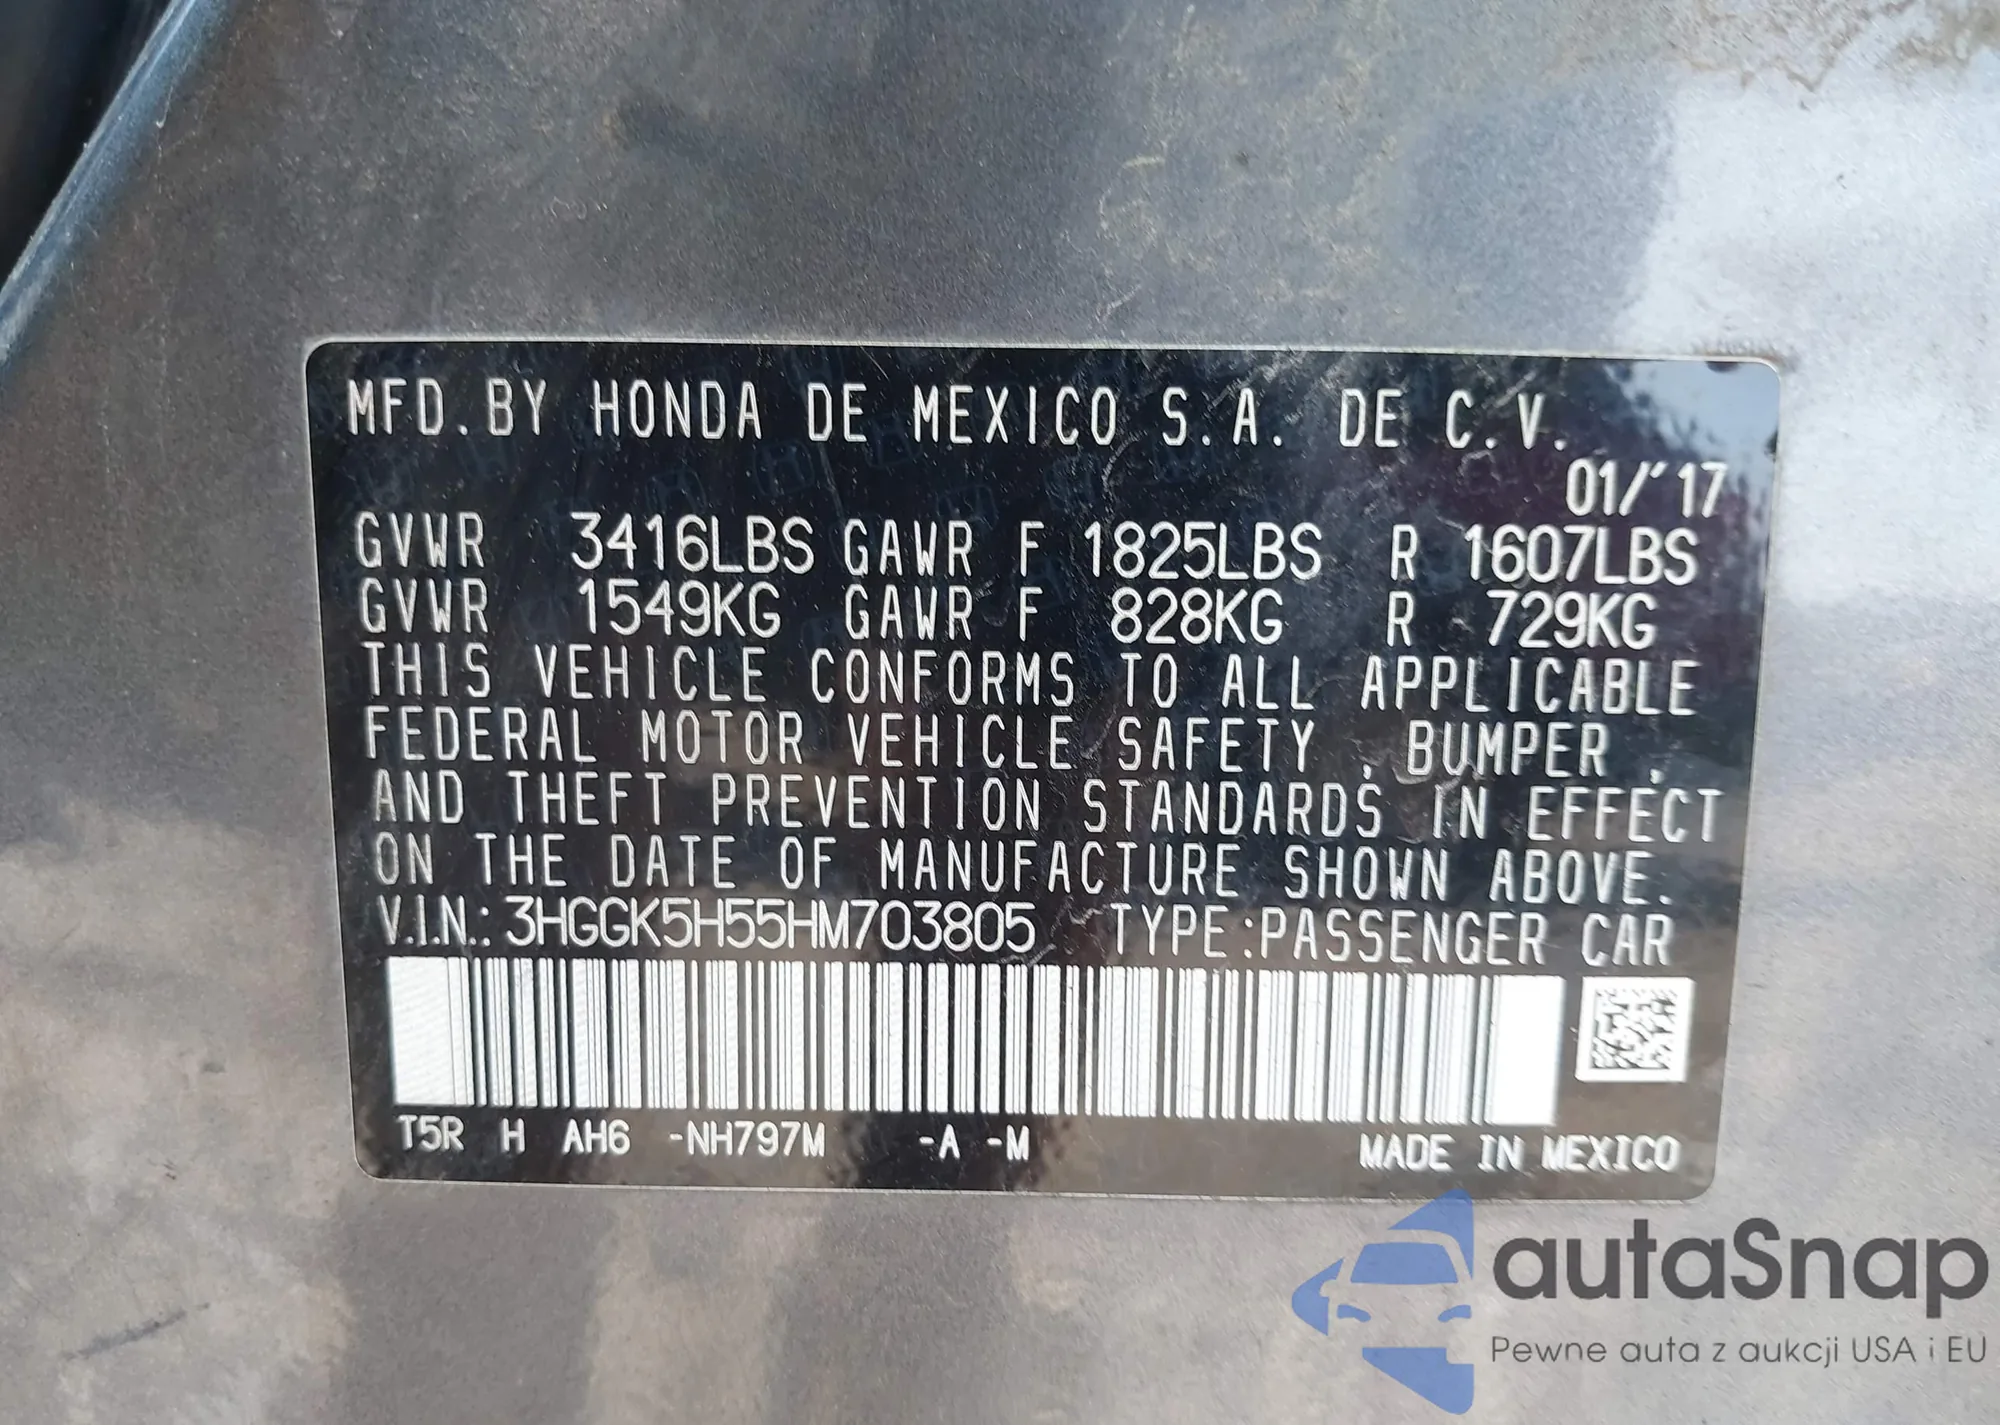 MFD. BY HONDA DE MEXICO S.A. DE C.V.
01/'17
GVWR 3416LBS GAWR F 1825LBS R 1607LBS
GVWR 1549KG GAWR F 828KG R 729KG
THIS VEHICLE CONFORMS TO ALL APPLICABLE
FEDERAL MOTOR VEHICLE SAFETY , BUMPER ,
AND THEFT PREVENTION STANDARDS IN EFFECT
ON THE DATE OF MANUFACTURE SHOWN ABOVE.
V.I.N.: 3HGGK5H55HM703805 TYPE:PASSENGER CAR
T5R H AH6 -NH797M -A -M MADE IN MEXICO
autaSnap
Pewne auta z aukcji USA i EU